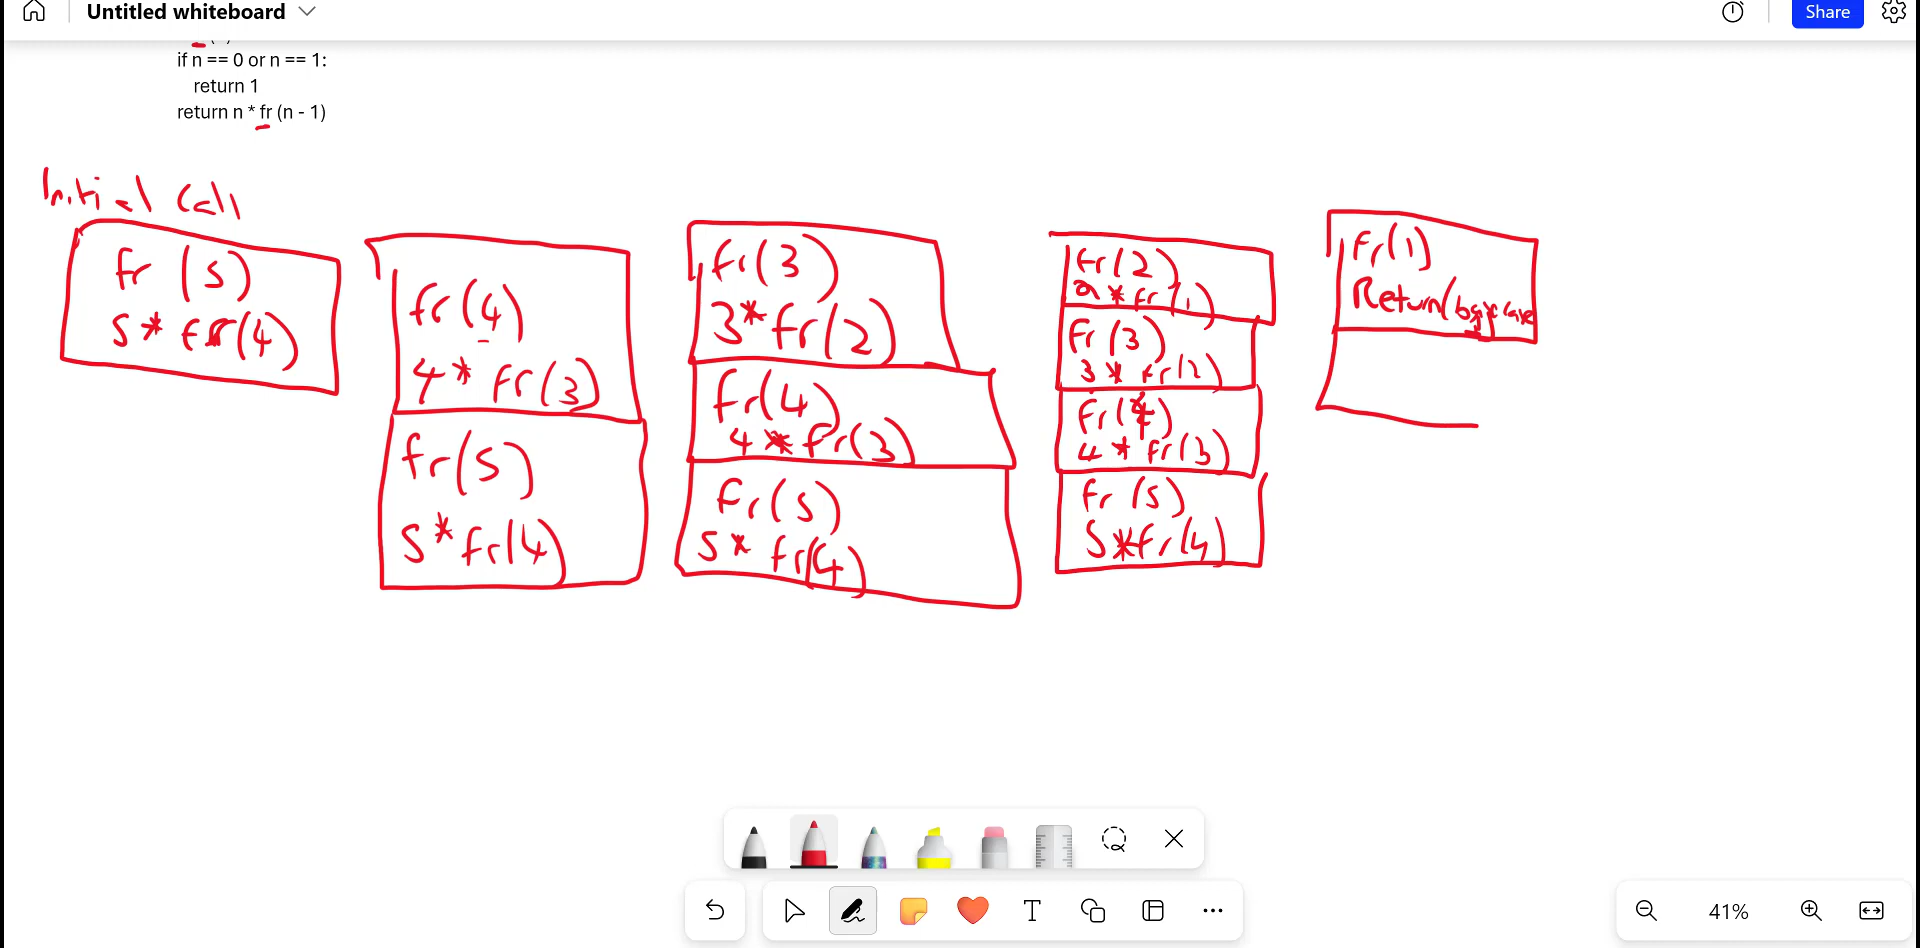 Untitled whiteboard
Share
if n == 0 or n == 1:
return 1
return n * fr (n - 1)
Initial Call
fr (5)
5* fr(4)
fr(4)
4* fr(3)
fr(5)
5*fr(4)
fr(3)
3*fr(2)
fr(4)
4*fr(3)
fr(5)
5* fr(4)
fr(2)
2*fr(1)
fr(3)
3* fr(2)
fr(4)
4* fr(3)
fr(5)
5*fr(4)
fr(1)
Return(base case
41%